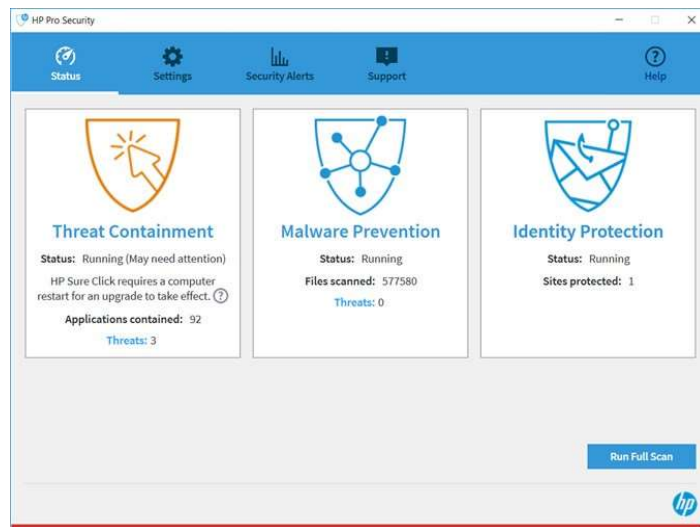 HP Pro Security
Status
Settings
Security Alerts
Support
Help
Threat Containment
Status: Running (May need attention)
HP Sure Click requires a computer
restart for an upgrade to take effect. ?
Applications contained: 92
Threats: 3
Malware Prevention
Status: Running
Files scanned: 577580
Threats: 0
Identity Protection
Status: Running
Sites protected: 1
Run Full Scan
hp